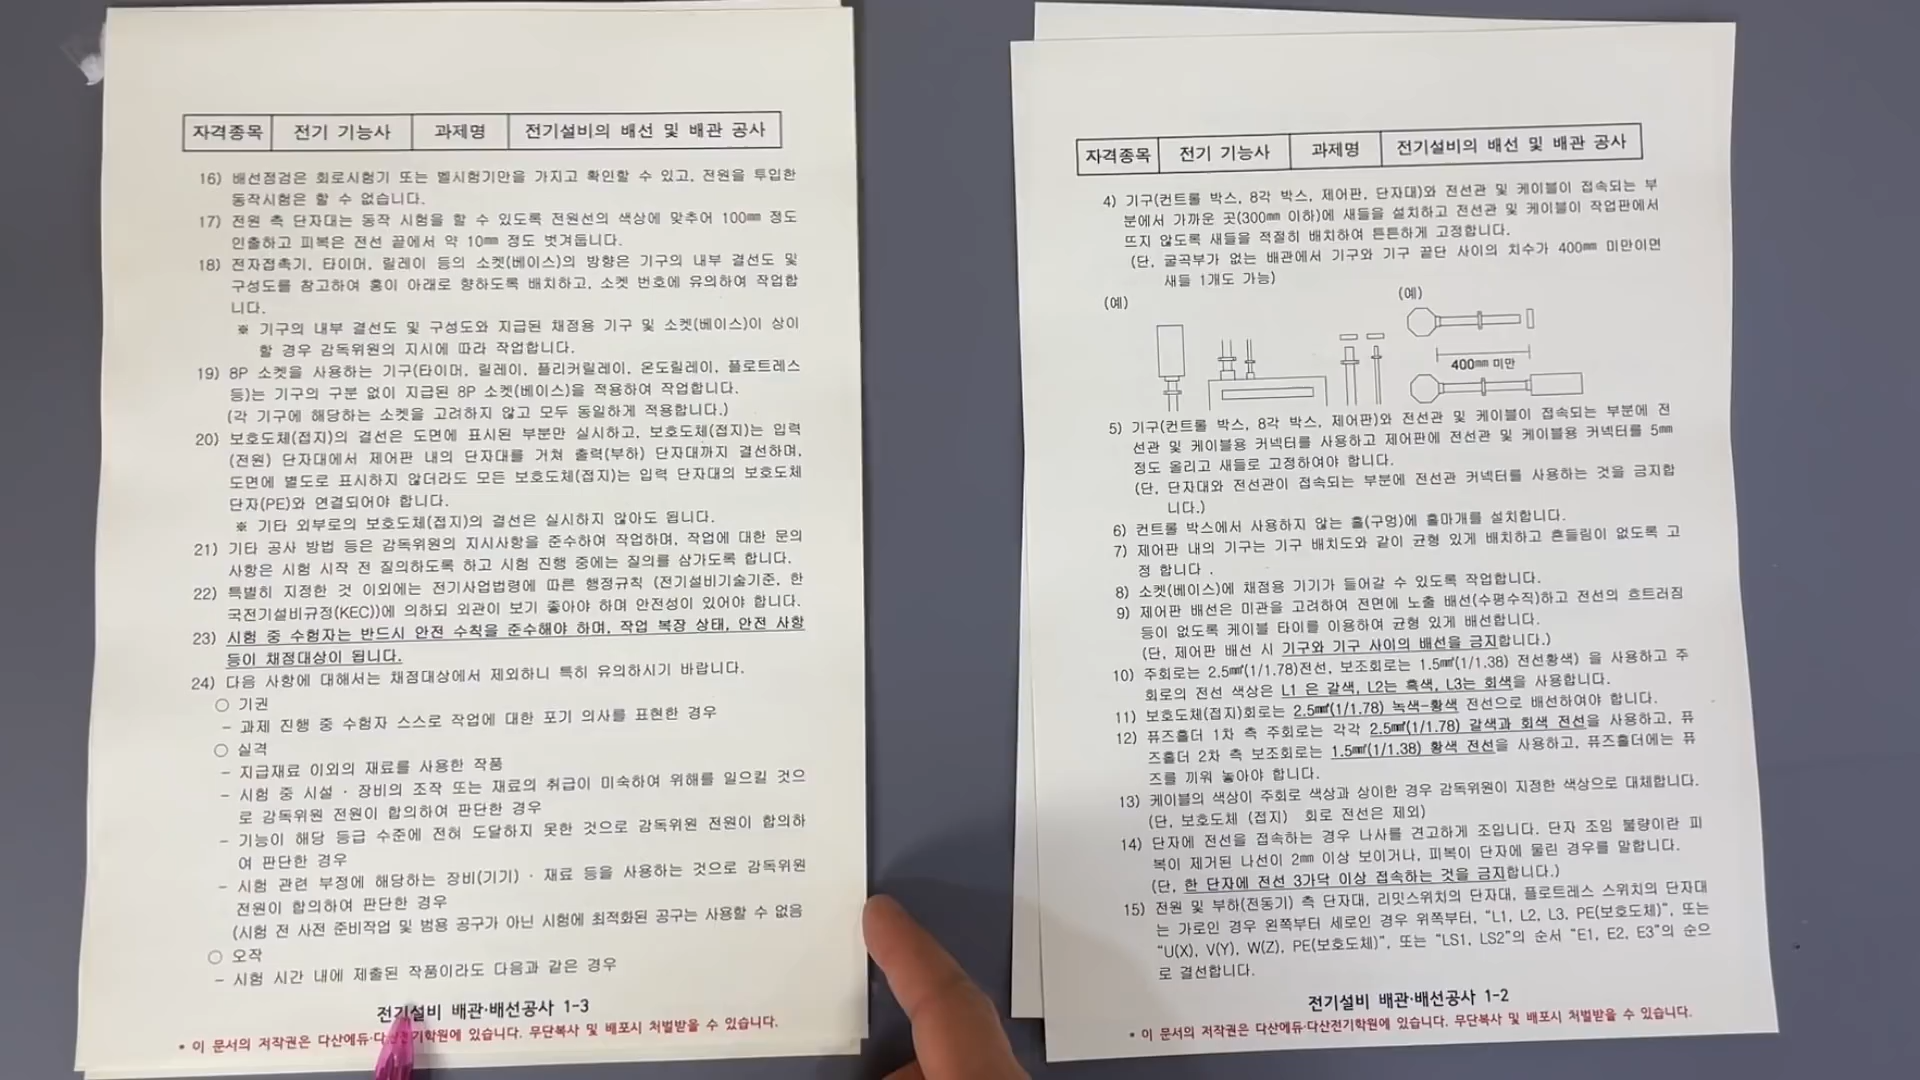 자격종목 전기 기능사 과제명 전기설비의 배선 및 배관 공사
16) 배선점검은 회로시험기 또는 벨시험기만을 가지고 확인할 수 있고, 전원을 투입한
동작시험은 할 수 없습니다.
17) 전원 측 단자대는 동작 시험을 할 수 있도록 전원선의 색상에 맞추어 100㎜ 정도
인출하고 피복은 전선 끝에서 약 10㎜ 정도 벗겨둡니다.
18) 전자접촉기, 타이머, 릴레이 등의 소켓(베이스)의 방향은 기구의 내부 결선도 및
구성도를 참고하여 홈이 아래로 향하도록 배치하고, 소켓 번호에 유의하여 작업합
니다.
※ 기구의 내부 결선도 및 구성도와 지급된 채점용 기구 및 소켓(베이스)이 상이
할 경우 감독위원의 지시에 따라 작업합니다.
19) 8P 소켓을 사용하는 기구(타이머, 릴레이, 플리커릴레이, 온도릴레이, 플로트레스
등)는 기구의 구분 없이 지급된 8P 소켓(베이스)을 적용하여 작업합니다.
(각 기구에 해당하는 소켓을 고려하지 않고 모두 동일하게 적용합니다.)
20) 보호도체(접지)의 결선은 도면에 표시된 부분만 실시하고, 보호도체(접지)는 입력
(전원) 단자대에서 제어판 내의 단자대를 거쳐 출력(부하) 단자대까지 결선하며,
도면에 별도로 표시하지 않더라도 모든 보호도체(접지)는 입력 단자대의 보호도체
단자(PE)와 연결되어야 합니다.
※ 기타 외부로의 보호도체(접지)의 결선은 실시하지 않아도 됩니다.
21) 기타 공사 방법 등은 감독위원의 지시사항을 준수하여 작업하며, 작업에 대한 문의
사항은 시험 시작 전 질의하도록 하고 시험 진행 중에는 질의를 삼가도록 합니다.
22) 특별히 지정한 것 이외에는 전기사업법령에 따른 행정규칙 (전기설비기술기준, 한
국전기설비규정(KEC))에 의하되 외관이 보기 좋아야 하며 안전성이 있어야 합니다.
23) 시험 중 수험자는 반드시 안전 수칙을 준수해야 하며, 작업 복장 상태, 안전 사항
등이 채점대상이 됩니다.
24) 다음 사항에 대해서는 채점대상에서 제외하니 특히 유의하시기 바랍니다.
○ 기권
- 과제 진행 중 수험자 스스로 작업에 대한 포기 의사를 표현한 경우
○ 실격
- 지급재료 이외의 재료를 사용한 작품
- 시험 중 시설 · 장비의 조작 또는 재료의 취급이 미숙하여 위해를 일으킬 것으
로 감독위원 전원이 합의하여 판단한 경우
- 기능이 해당 등급 수준에 전혀 도달하지 못한 것으로 감독위원 전원이 합의하
여 판단한 경우
- 시험 관련 부정에 해당하는 장비(기기) · 재료 등을 사용하는 것으로 감독위원
전원이 합의하여 판단한 경우
(시험 전 사전 준비작업 및 범용 공구가 아닌 시험에 최적화된 공구는 사용할 수 없음
○ 오작
- 시험 시간 내에 제출된 작품이라도 다음과 같은 경우
전기설비 배관·배선공사 1-3
* 이 문서의 저작권은 다산에듀·다산전기학원에 있습니다. 무단복사 및 배포시 처벌받을 수 있습니다.
자격종목 전기 기능사 과제명 전기설비의 배선 및 배관 공사
4) 기구(컨트롤 박스, 8각 박스, 제어판, 단자대)와 전선관 및 케이블이 접속되는 부
분에서 가까운 곳(300㎜ 이하)에 새들을 설치하고 전선관 및 케이블이 작업판에서
뜨지 않도록 새들을 적절히 배치하여 튼튼하게 고정합니다.
(단, 굴곡부가 없는 배관에서 기구와 기구 끝단 사이의 치수가 400㎜ 미만이면
새들 1개도 가능)
(예) (예)
400㎜ 미만
5) 기구(컨트롤 박스, 8각 박스, 제어판)와 전선관 및 케이블이 접속되는 부분에 전
선관 및 케이블용 커넥터를 사용하고 제어판에 전선관 및 케이블용 커넥터를 5㎜
정도 올리고 새들로 고정하여야 합니다.
(단, 단자대와 전선관이 접속되는 부분에 전선관 커넥터를 사용하는 것을 금지합
니다.)
6) 컨트롤 박스에서 사용하지 않는 홀(구멍)에 홀마개를 설치합니다.
7) 제어판 내의 기구는 기구 배치도와 같이 균형 있게 배치하고 흔들림이 없도록 고
정 합니다 .
8) 소켓(베이스)에 채점용 기기가 들어갈 수 있도록 작업합니다.
9) 제어판 배선은 미관을 고려하여 전면에 노출 배선(수평수직)하고 전선의 흐트러짐
등이 없도록 케이블 타이를 이용하여 균형 있게 배선합니다.
(단, 제어판 배선 시 기구와 기구 사이의 배선을 금지합니다.)
10) 주회로는 2.5㎟(1/1.78)전선, 보조회로는 1.5㎟(1/1.38) 전선황색) 을 사용하고 주
회로의 전선 색상은 L1 은 갈색, L2는 흑색, L3는 회색을 사용합니다.
11) 보호도체(접지)회로는 2.5㎟(1/1.78) 녹색-황색 전선으로 배선하여야 합니다.
12) 퓨즈홀더 1차 측 주회로는 각각 2.5㎟(1/1.78) 갈색과 회색 전선을 사용하고, 퓨
즈홀더 2차 측 보조회로는 1.5㎟(1/1.38) 황색 전선을 사용하고, 퓨즈홀더에는 퓨
즈를 끼워 놓아야 합니다.
13) 케이블의 색상이 주회로 색상과 상이한 경우 감독위원이 지정한 색상으로 대체합니다.
(단, 보호도체 (접지) 회로 전선은 제외)
14) 단자에 전선을 접속하는 경우 나사를 견고하게 조입니다. 단자 조임 불량이란 피
복이 제거된 나선이 2㎜ 이상 보이거나, 피복이 단자에 물린 경우를 말합니다.
(단, 한 단자에 전선 3가닥 이상 접속하는 것을 금지합니다.)
15) 전원 및 부하(전동기) 측 단자대, 리밋스위치의 단자대, 플로트레스 스위치의 단자대
는 가로인 경우 왼쪽부터 세로인 경우 위쪽부터, “L1, L2, L3, PE(보호도체)”, 또는
“U(X), V(Y), W(Z), PE(보호도체)”, 또는 “LS1, LS2”의 순서 “E1, E2, E3”의 순으
로 결선합니다.
전기설비 배관·배선공사 1-2
* 이 문서의 저작권은 다산에듀·다산전기학원에 있습니다. 무단복사 및 배포시 처벌받을 수 있습니다.